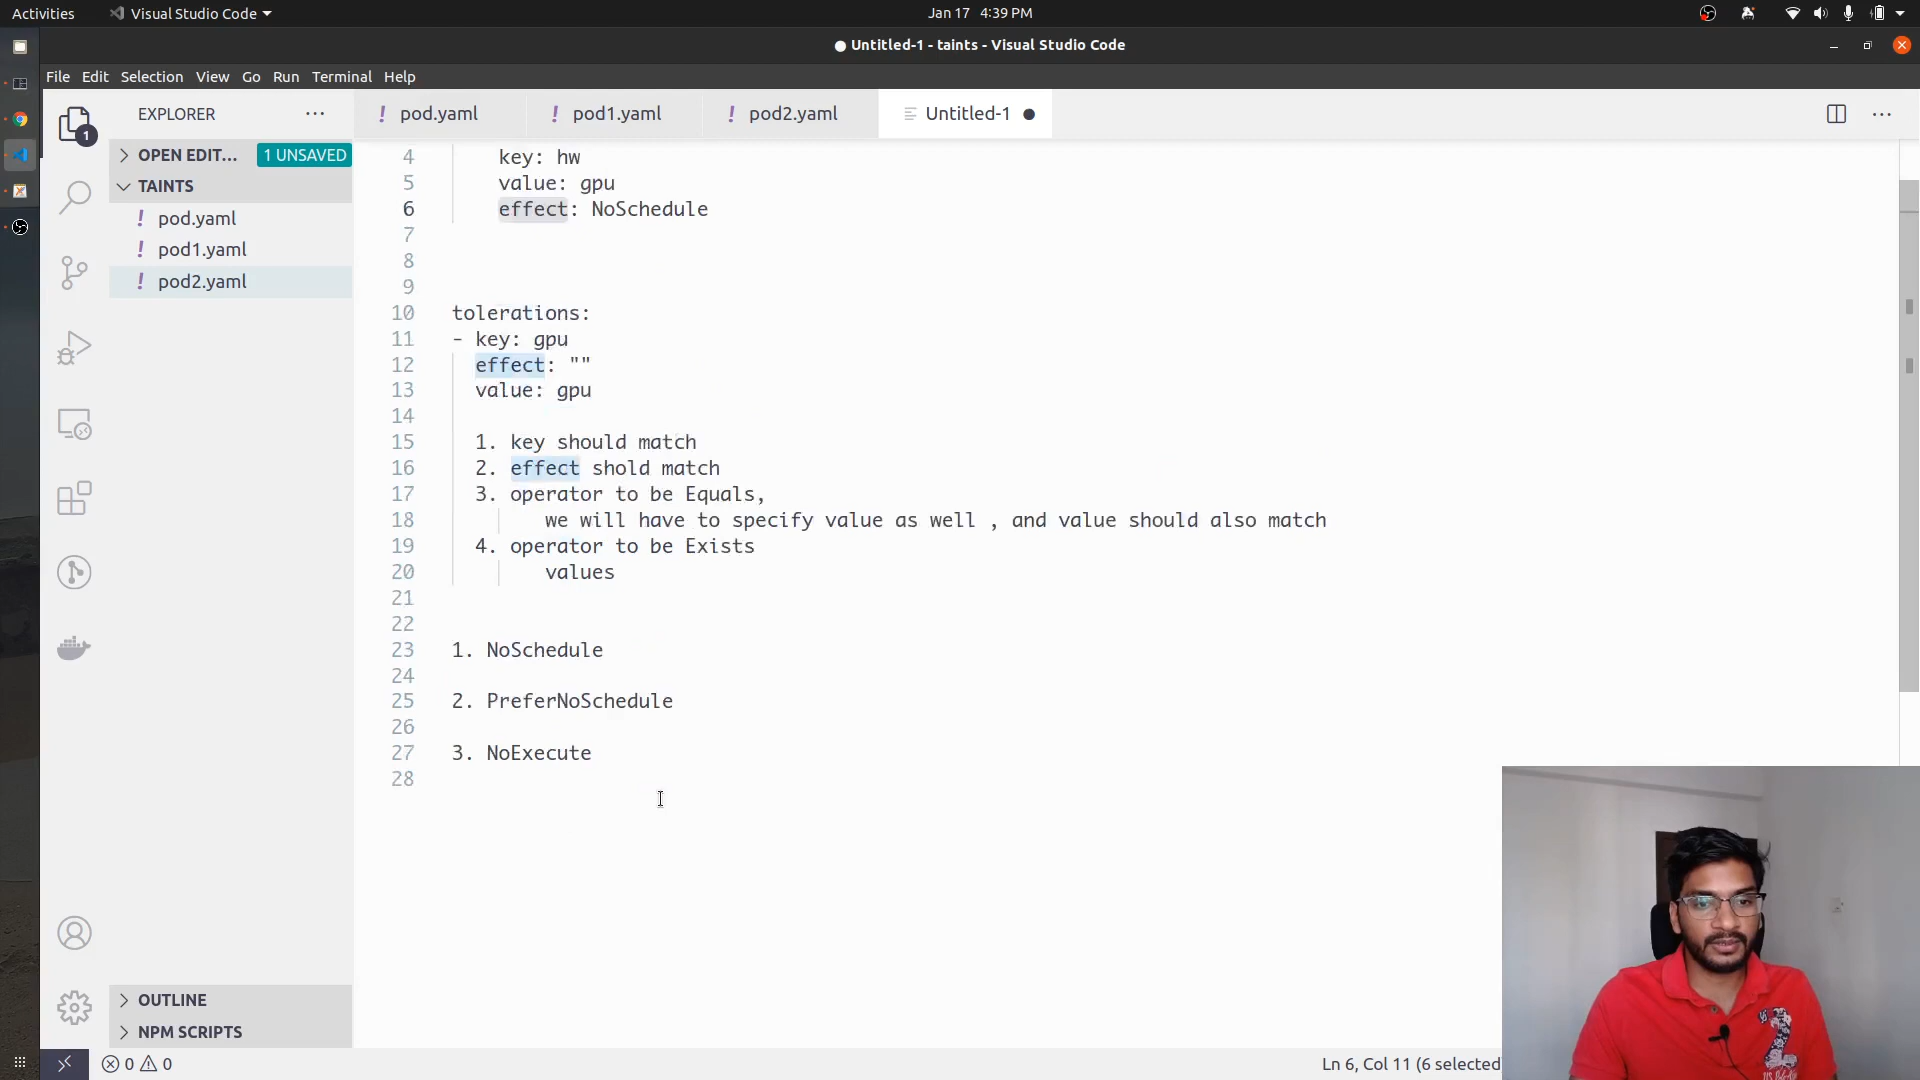 Activities
Visual Studio Code
Jan 17 4:39 PM
● Untitled-1 - taints - Visual Studio Code
File Edit Selection View Go Run Terminal Help
1
EXPLORER
OPEN EDIT... 1 UNSAVED
TAINTS
! pod.yaml
! pod1.yaml
! pod2.yaml
OUTLINE
NPM SCRIPTS
! pod.yaml
! pod1.yaml
! pod2.yaml
Untitled-1 ●
4 key: hw
5 value: gpu
6 effect: NoSchedule
7
8
9
10 tolerations:
11 - key: gpu
12 effect: ""
13 value: gpu
14
15 1. key should match
16 2. effect shold match
17 3. operator to be Equals,
18 we will have to specify value as well , and value should also match
19 4. operator to be Exists
20 values
21
22
23 1. NoSchedule
24
25 2. PreferNoSchedule
26
27 3. NoExecute
28
0 0
Ln 6, Col 11 (6 selected